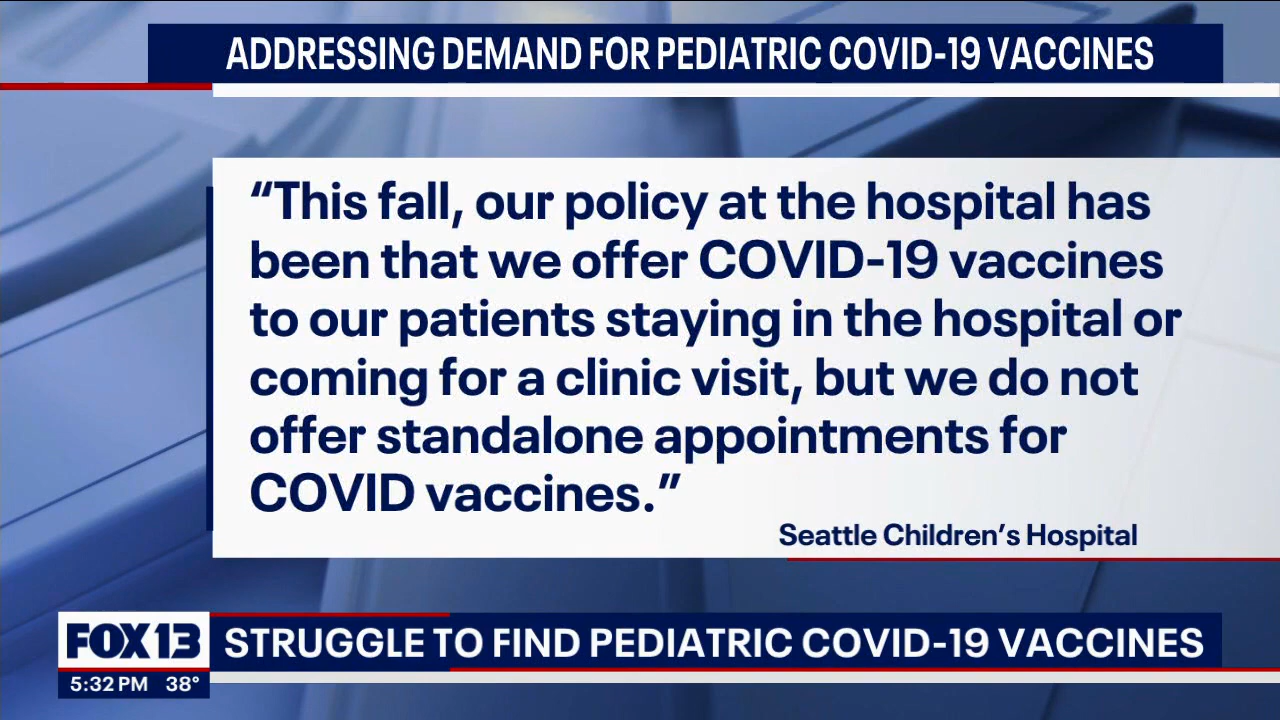 ADDRESSING DEMAND FOR PEDIATRIC COVID-19 VACCINES
“This fall, our policy at the hospital has
been that we offer COVID-19 vaccines
to our patients staying in the hospital or
coming for a clinic visit, but we do not
offer standalone appointments for
COVID vaccines.”
Seattle Children’s Hospital
FOX 13
STRUGGLE TO FIND PEDIATRIC COVID-19 VACCINES
5:32 PM 38°